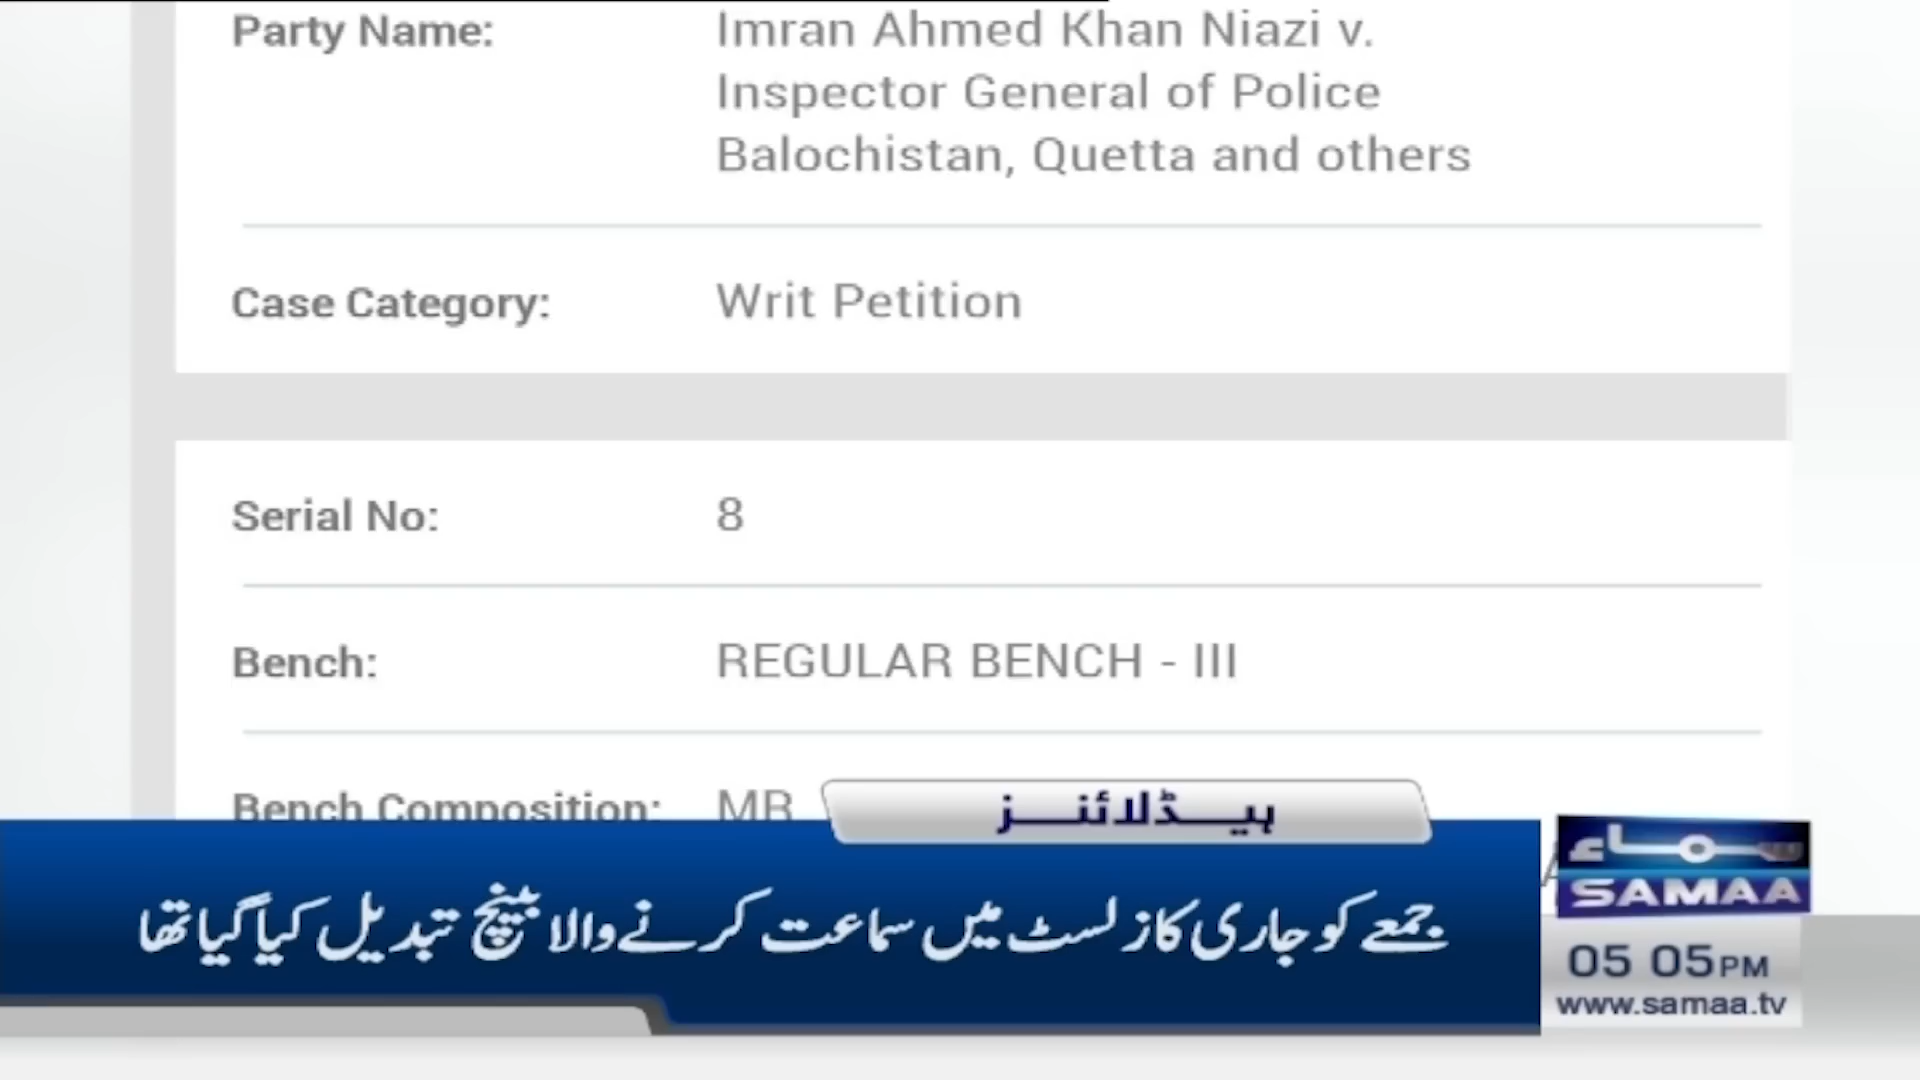 Party Name: Imran Ahmed Khan Niazi v.
Inspector General of Police
Balochistan, Quetta and others
Case Category: Writ Petition
Serial No: 8
Bench: REGULAR BENCH - III
Bench Composition: MR
ہیڈلائنز
جمعے کو جاری کاز لسٹ میں سماعت کرنے والا بینچ تبدیل کیا گیا تھا
سماء
SAMAA
05 05PM
www.samaa.tv